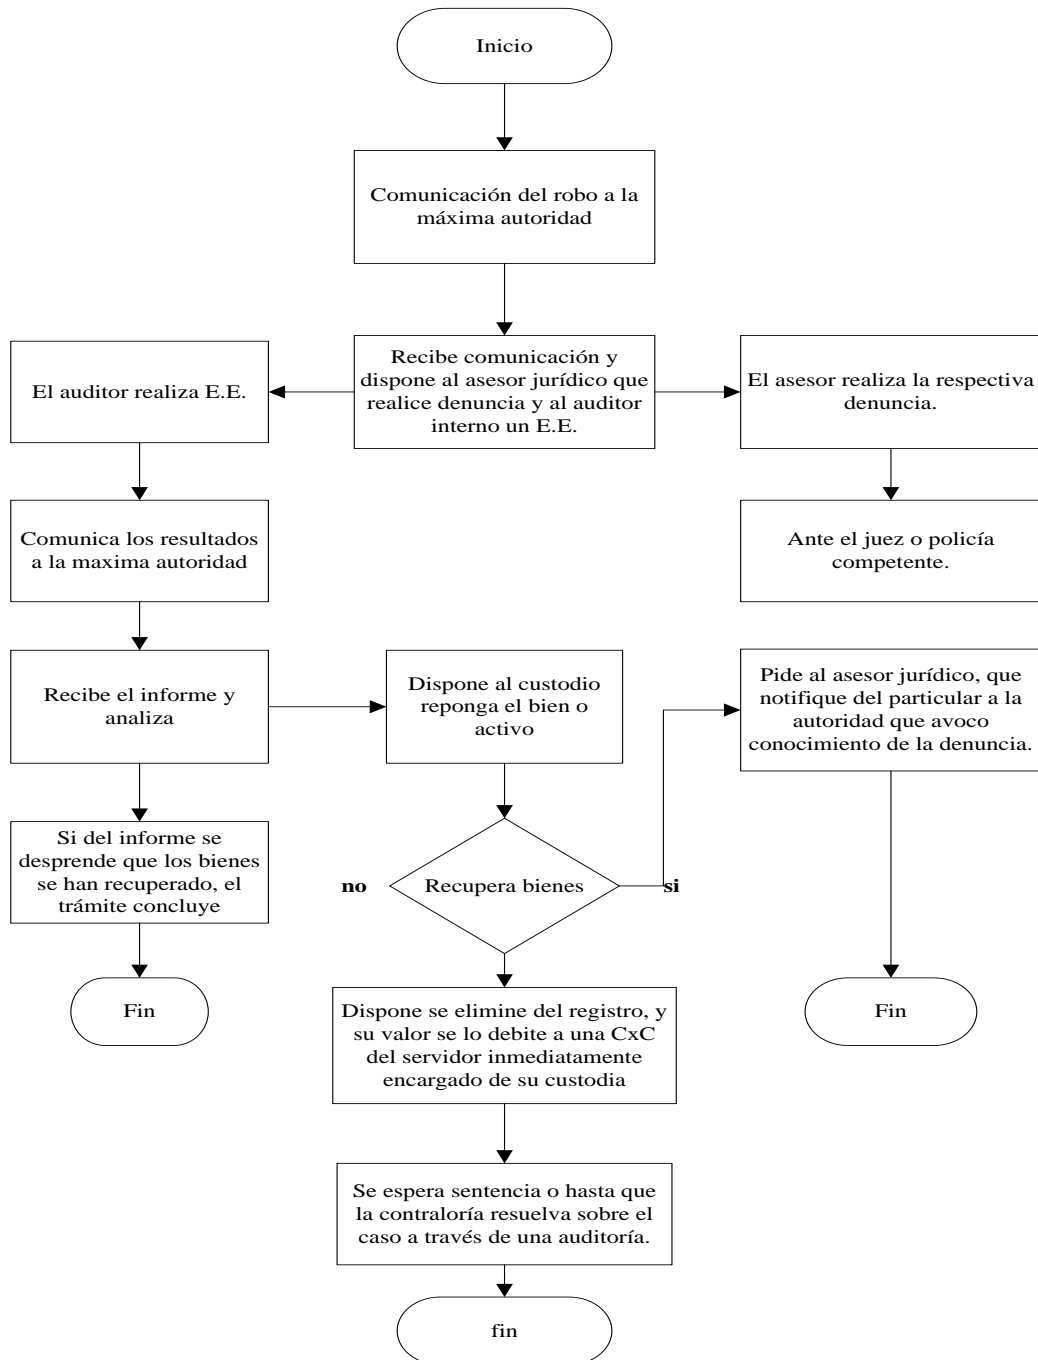 Inicio
Comunicación del robo a la
máxima autoridad
Recibe comunicación y
dispone al asesor jurídico que
realice denuncia y al auditor
interno un E.E.
El auditor realiza E.E.
El asesor realiza la respectiva
denuncia.
Comunica los resultados
a la maxima autoridad
Ante el juez o policía
competente.
Recibe el informe y
analiza
Dispone al custodio
reponga el bien o
activo
Pide al asesor jurídico, que
notifique del particular a la
autoridad que avoco
conocimiento de la denuncia.
Si del informe se
desprende que los bienes
se han recuperado, el
trámite concluye
no
Recupera bienes
si
Fin
Dispone se elimine del registro, y
su valor se lo debite a una CxC
del servidor inmediatamente
encargado de su custodia
Fin
Se espera sentencia o hasta que
la contraloría resuelva sobre el
caso a través de una auditoría.
fin